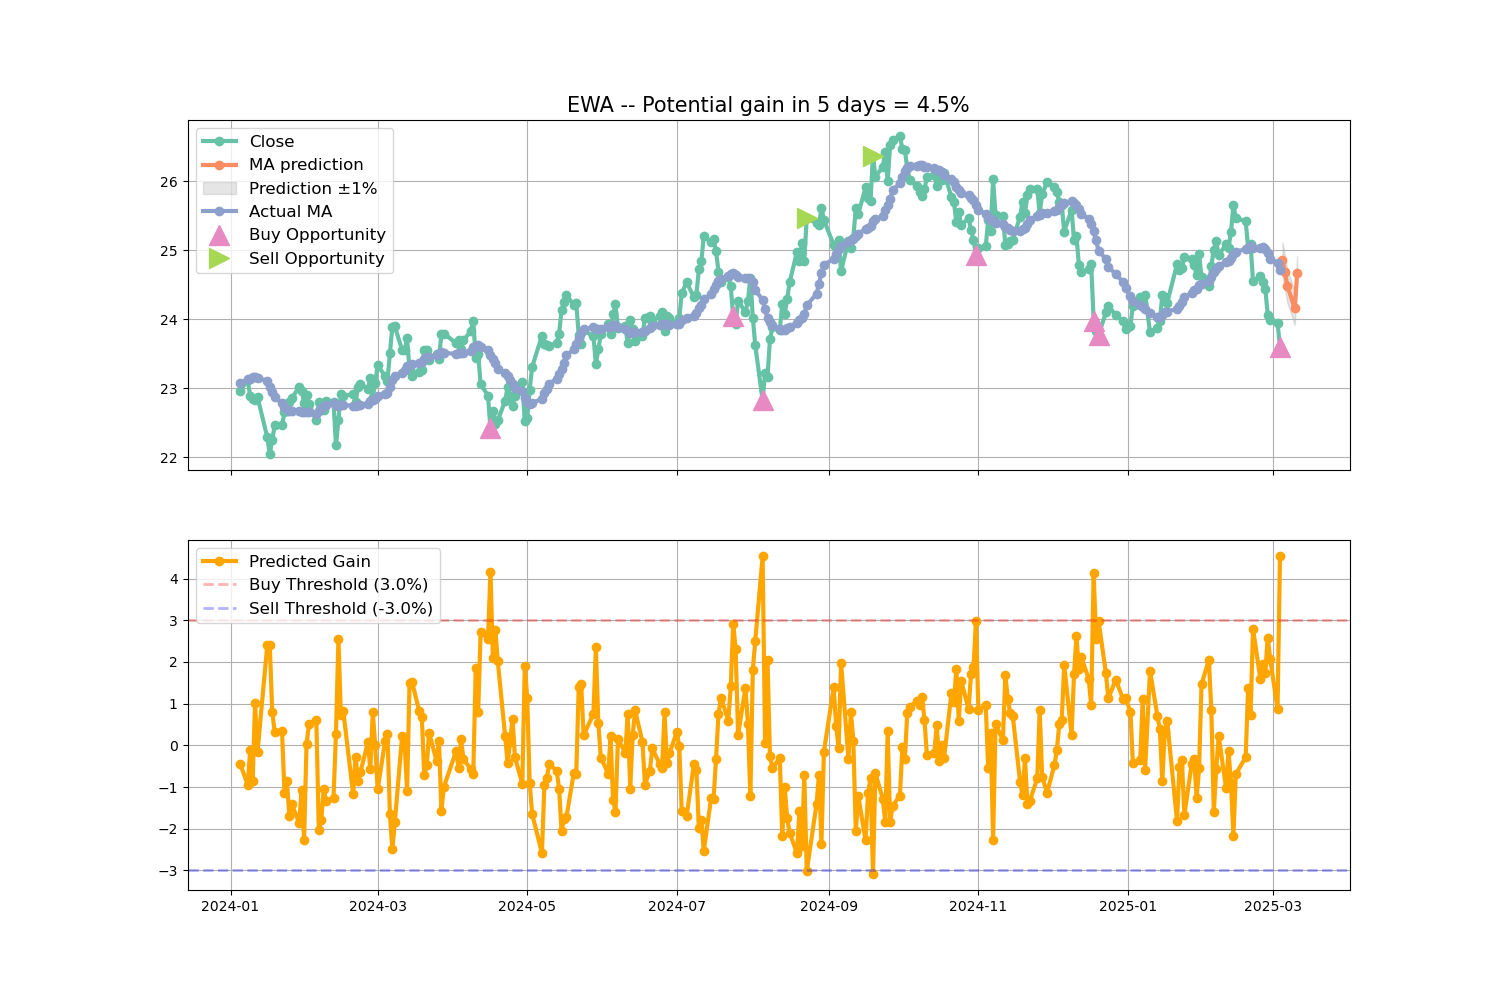 EWA -- Potential gain in 5 days = 4.5%
Close
MA prediction
Prediction ±1%
Actual MA
Buy Opportunity
Sell Opportunity
26
25
24
23
22
Predicted Gain
Buy Threshold (3.0%)
Sell Threshold (-3.0%)
4
3
2
1
0
−1
−2
−3
2024-01 2024-03 2024-05 2024-07 2024-09 2024-11 2025-01 2025-03